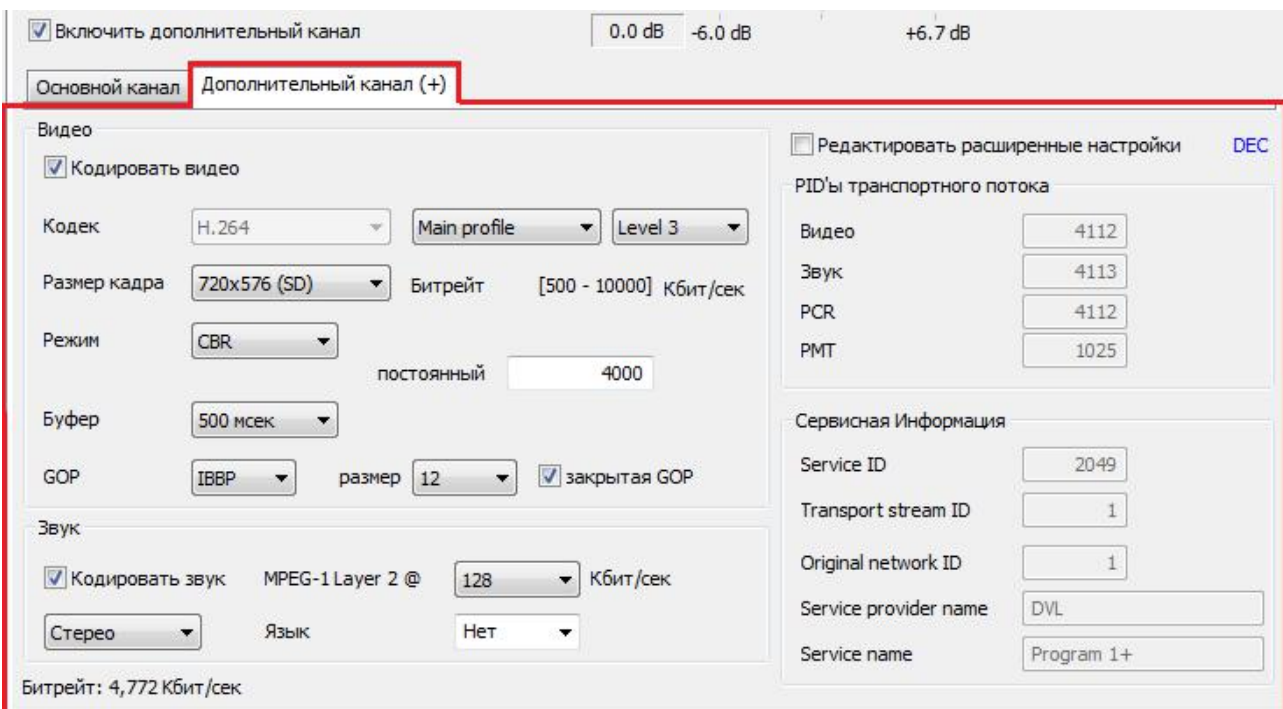 Включить дополнительный канал
0.0 dB -6.0 dB +6.7 dB
Основной канал Дополнительный канал (+)
Видео
Кодировать видео
Кодек H.264 Main profile Level 3
Размер кадра 720x576 (SD) Битрейт [500 - 10000] Кбит/сек
Режим CBR
постоянный 4000
Буфер 500 мсек
GOP IBBP размер 12 закрытая GOP
Звук
Кодировать звук MPEG-1 Layer 2 @ 128 Кбит/сек
Стерео Язык Нет
Битрейт: 4,772 Кбит/сек
Редактировать расширенные настройки DEC
PID'ы транспортного потока
Видео 4112
Звук 4113
PCR 4112
PMT 1025
Сервисная Информация
Service ID 2049
Transport stream ID 1
Original network ID 1
Service provider name DVL
Service name Program 1+